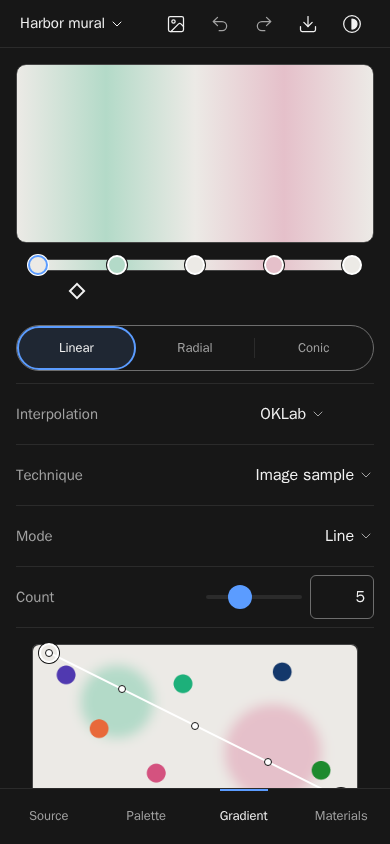 Harbor mural
Linear
Radial
Conic
Interpolation
OKLab
Technique
Image sample
Mode
Line
Count
5
Source
Palette
Gradient
Materials